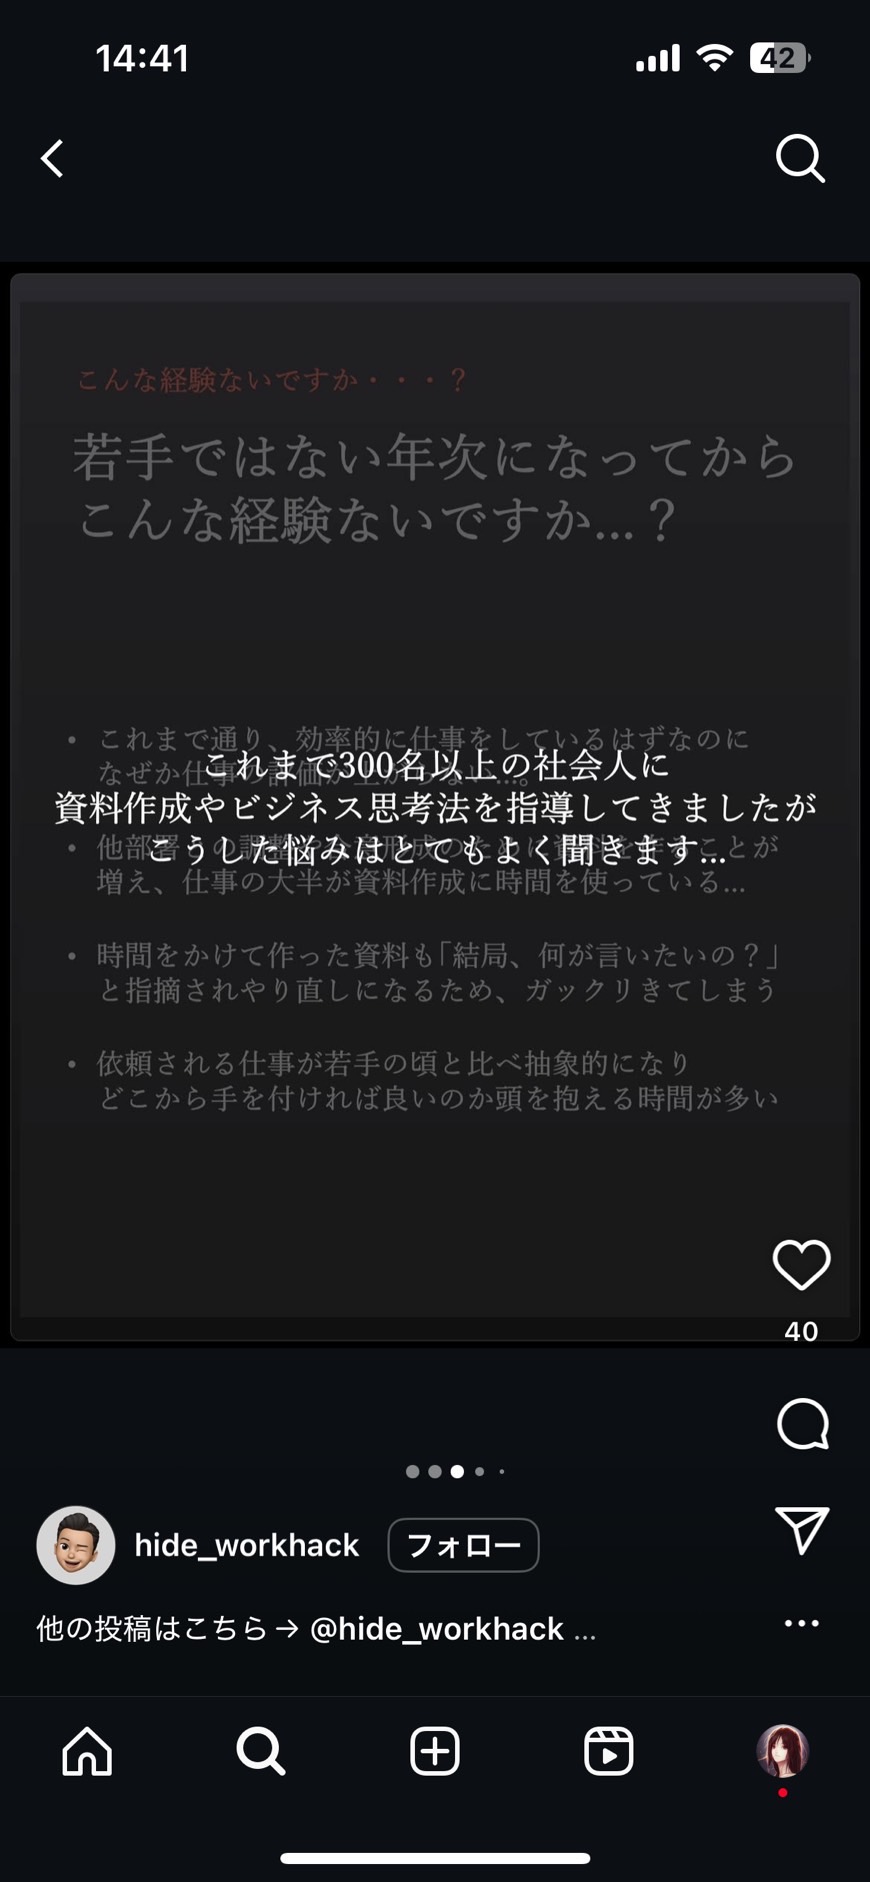 14:41
42
こんな経験ないですか・・・？
若手ではない年次になってから
こんな経験ないですか...？
• これまで通り、効率的に仕事をしているはずなのに
なぜか仕事
これまで300名以上の社会人に
資料作成やビジネス思考法を指導してきましたが
こうした悩みはとてもよく聞きます...
• 他部署との調整
増え、仕事の大半が資料作成に時間を使っている...
• 時間をかけて作った資料も「結局、何が言いたいの？」
と指摘されやり直しになるため、ガックリきてしまう
• 依頼される仕事が若手の頃と比べ抽象的になり
どこから手を付ければ良いのか頭を抱える時間が多い
40
hide_workhack
フォロー
他の投稿はこちら→ @hide_workhack ...